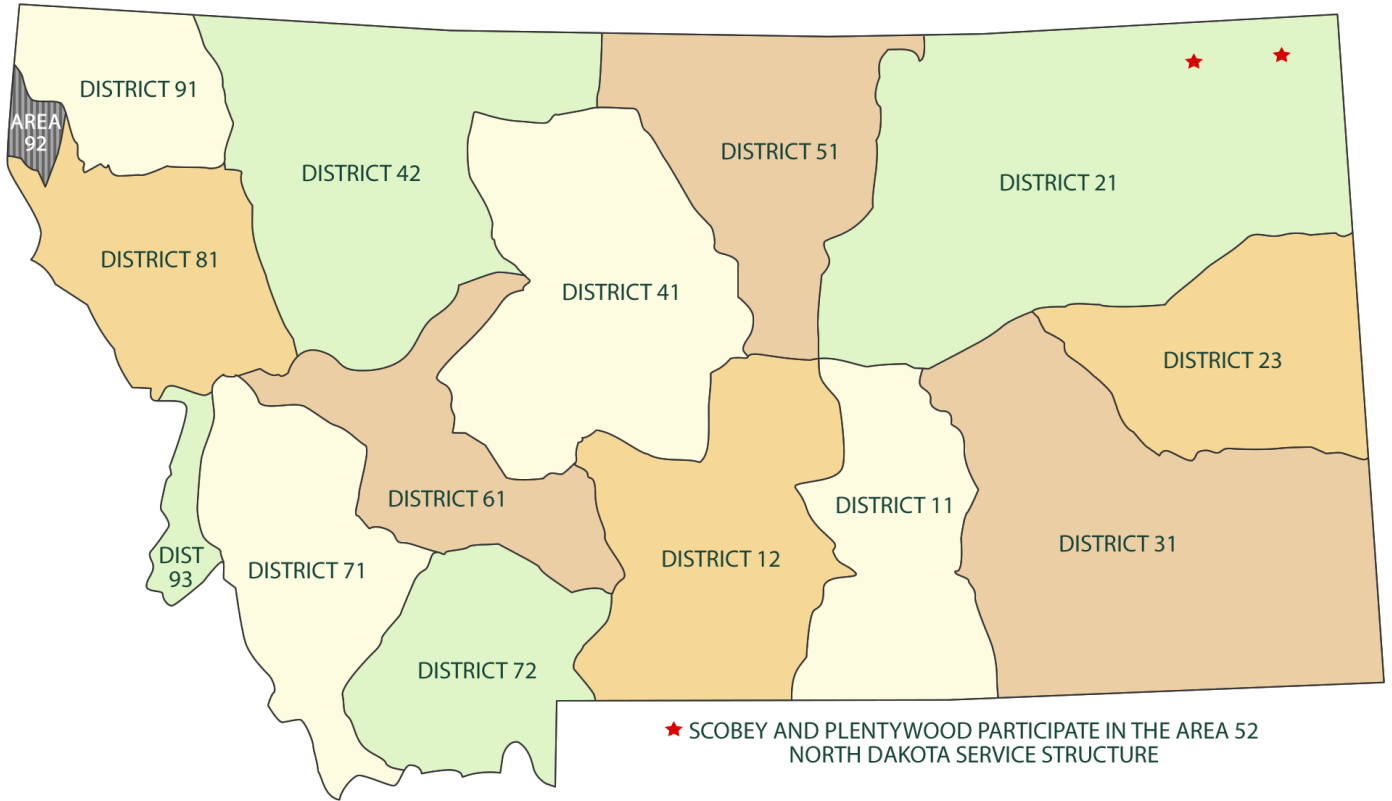 DISTRICT 91
AREA
92
DISTRICT 42
DISTRICT 51
DISTRICT 21
DISTRICT 81
DISTRICT 41
DISTRICT 23
DISTRICT 61
DISTRICT 11
DISTRICT 31
DIST
93
DISTRICT 71
DISTRICT 12
DISTRICT 72
SCOBEY AND PLENTYWOOD PARTICIPATE IN THE AREA 52
NORTH DAKOTA SERVICE STRUCTURE